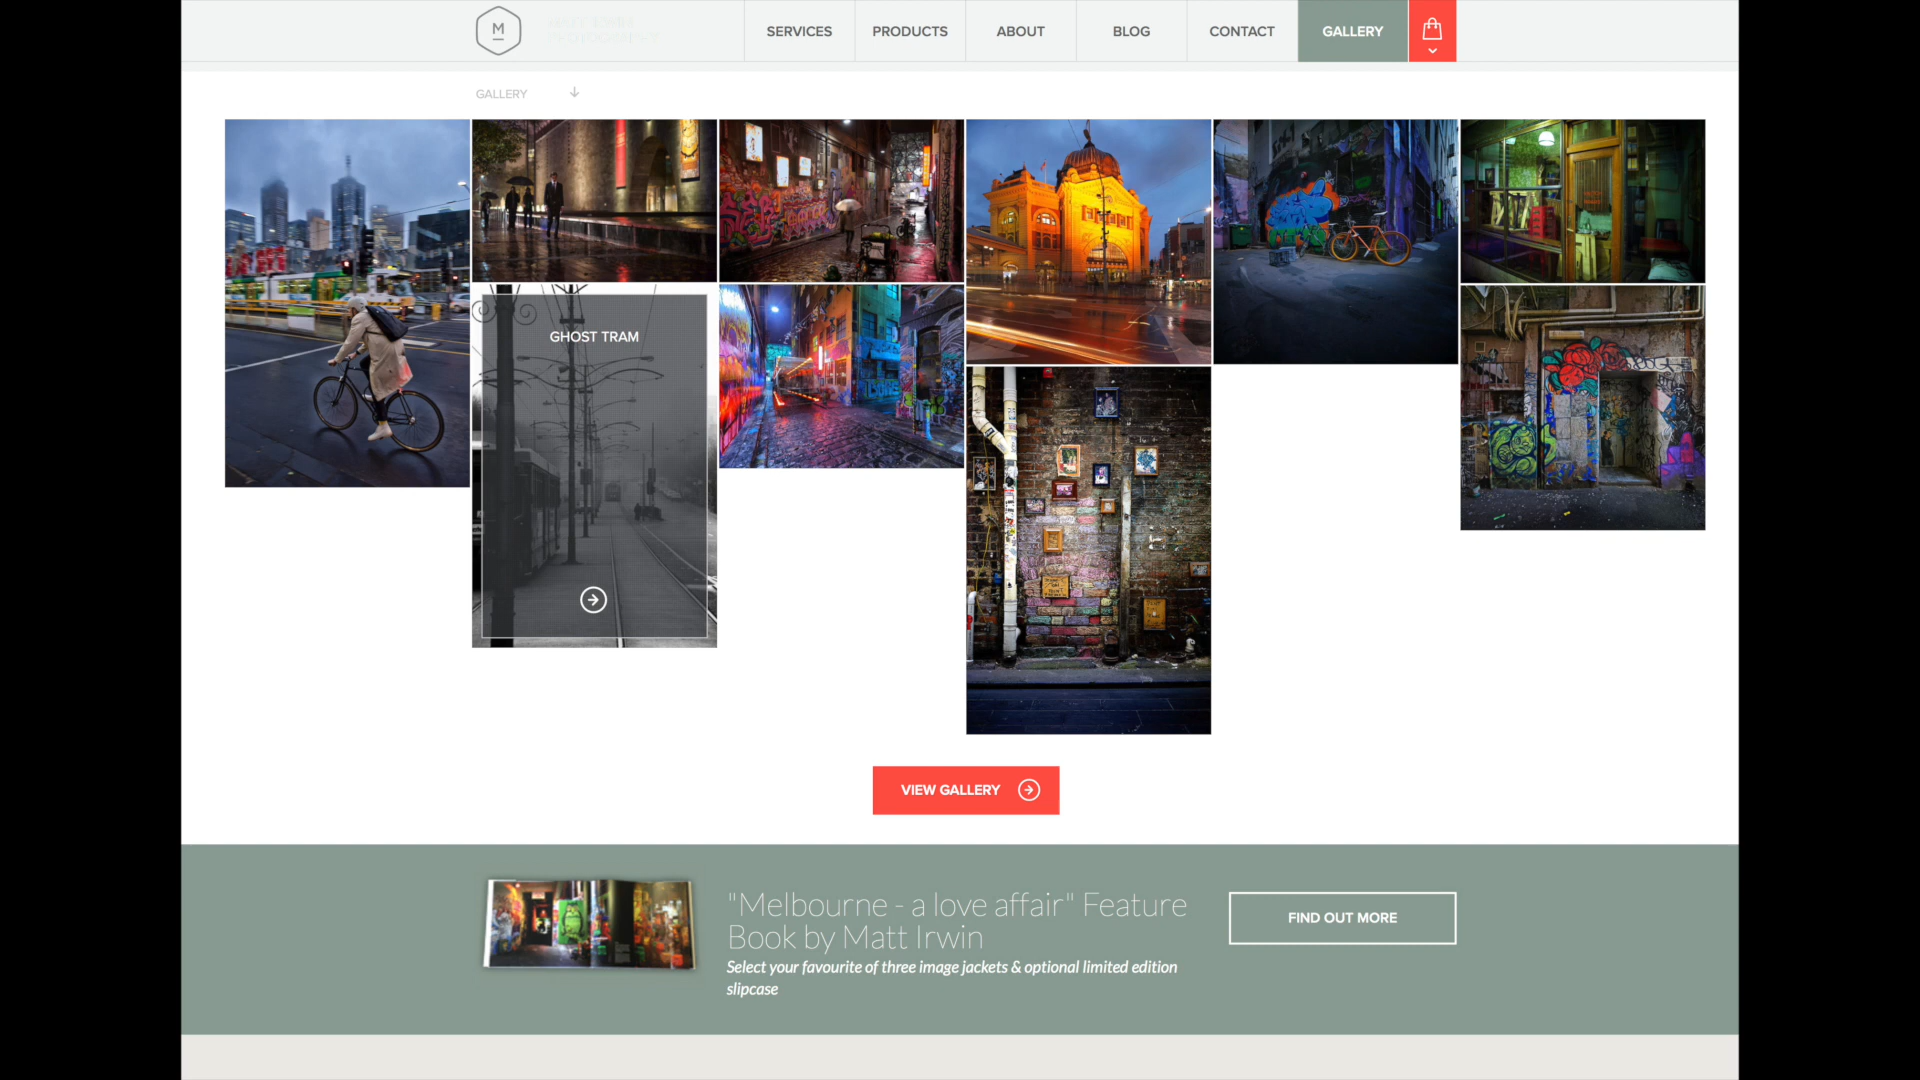 M
SERVICES
PRODUCTS
ABOUT
BLOG
CONTACT
GALLERY
GALLERY
GHOST TRAM
VIEW GALLERY
"Melbourne - a love affair" Feature
Book by Matt Irwin
Select your favourite of three image jackets & optional limited edition
slipcase
FIND OUT MORE